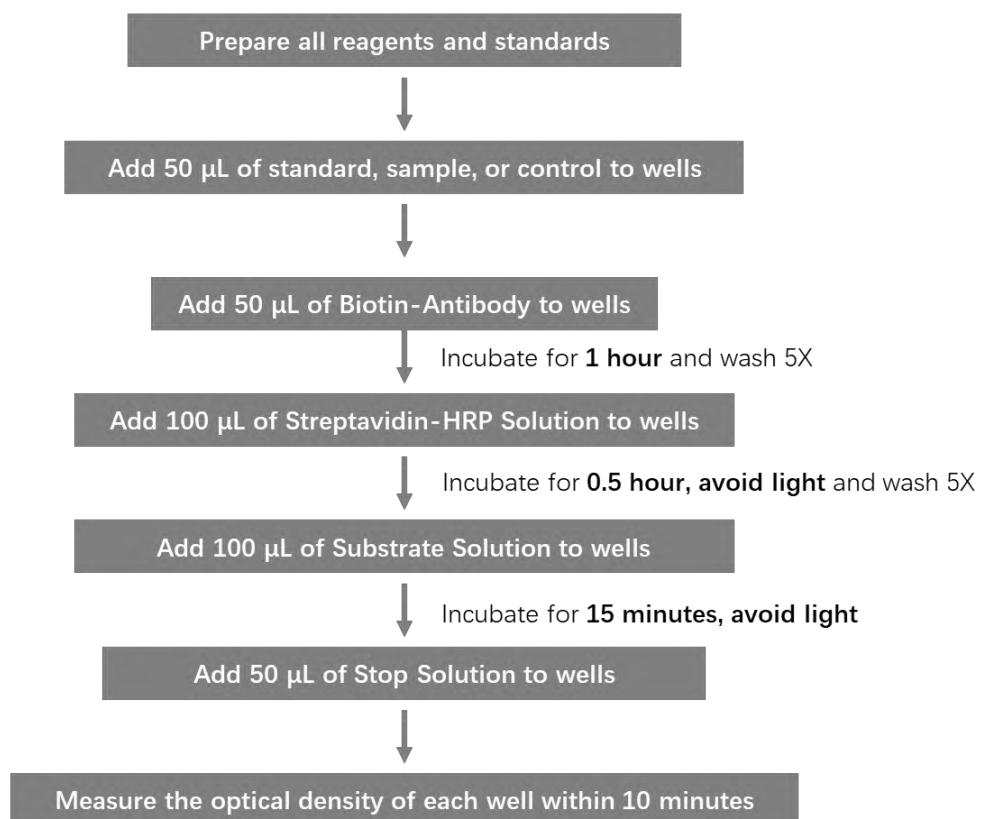 Prepare all reagents and standards
Add 50 μL of standard, sample, or control to wells
Add 50 μL of Biotin-Antibody to wells
Incubate for 1 hour and wash 5X
Add 100 μL of Streptavidin-HRP Solution to wells
Incubate for 0.5 hour, avoid light and wash 5X
Add 100 μL of Substrate Solution to wells
Incubate for 15 minutes, avoid light
Add 50 μL of Stop Solution to wells
Measure the optical density of each well within 10 minutes